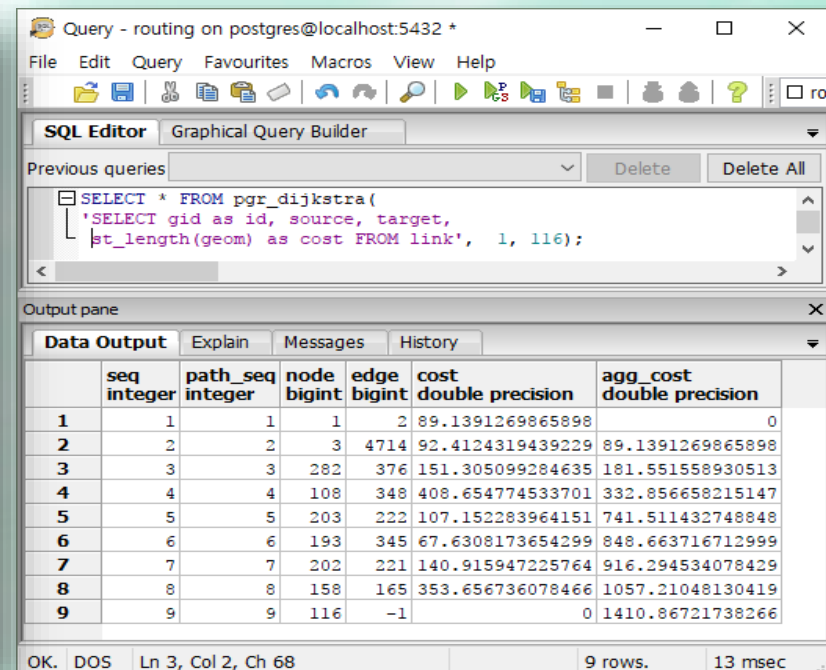 Query - routing on postgres@localhost:5432 *
File Edit Query Favourites Macros View Help
ro
SQL Editor Graphical Query Builder
Previous queries Delete Delete All
SELECT * FROM pgr_dijkstra(
'SELECT gid as id, source, target,
st_length(geom) as cost FROM link', 1, 116);
Output pane
Data Output Explain Messages History
seq path_seq node edge cost agg_cost
integer integer bigint bigint double precision double precision
1 1 1 1 2 89.1391269865898 0
2 2 2 3 4714 92.4124319439229 89.1391269865898
3 3 3 282 376 151.305099284635 181.551558930513
4 4 4 108 348 408.654774533701 332.856658215147
5 5 5 203 222 107.152283964151 741.511432748848
6 6 6 193 345 67.6308173654299 848.663716712999
7 7 7 202 221 140.915947225764 916.294534078429
8 8 8 158 165 353.656736078466 1057.21048130419
9 9 9 116 -1 0 1410.86721738266
OK. DOS Ln 3, Col 2, Ch 68 9 rows. 13 msec